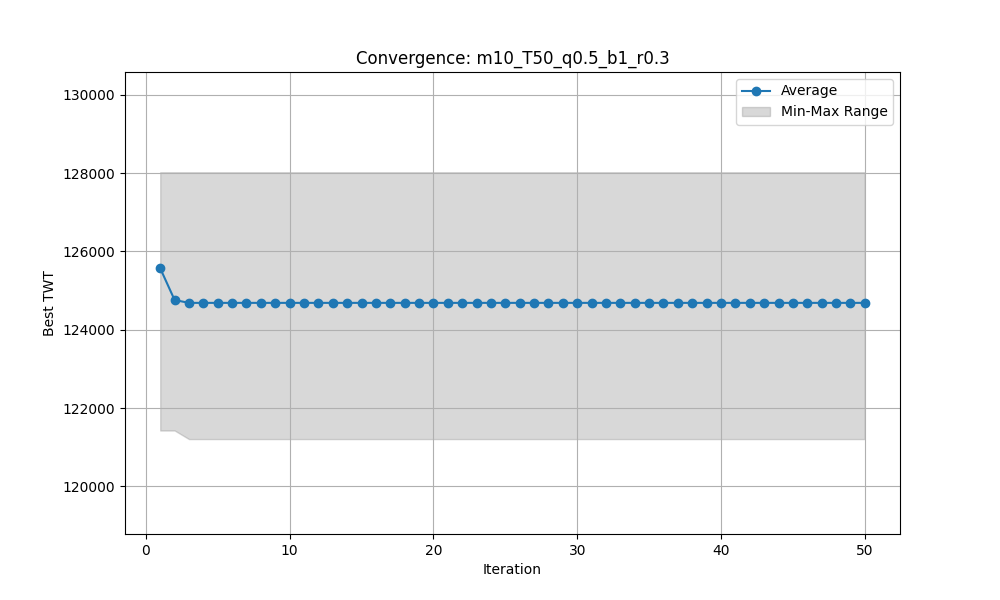 Convergence: m10_T50_q0.5_b1_r0.3
Average
Min-Max Range
130000
128000
126000
124000
122000
120000
Best TWT
0 10 20 30 40 50
Iteration